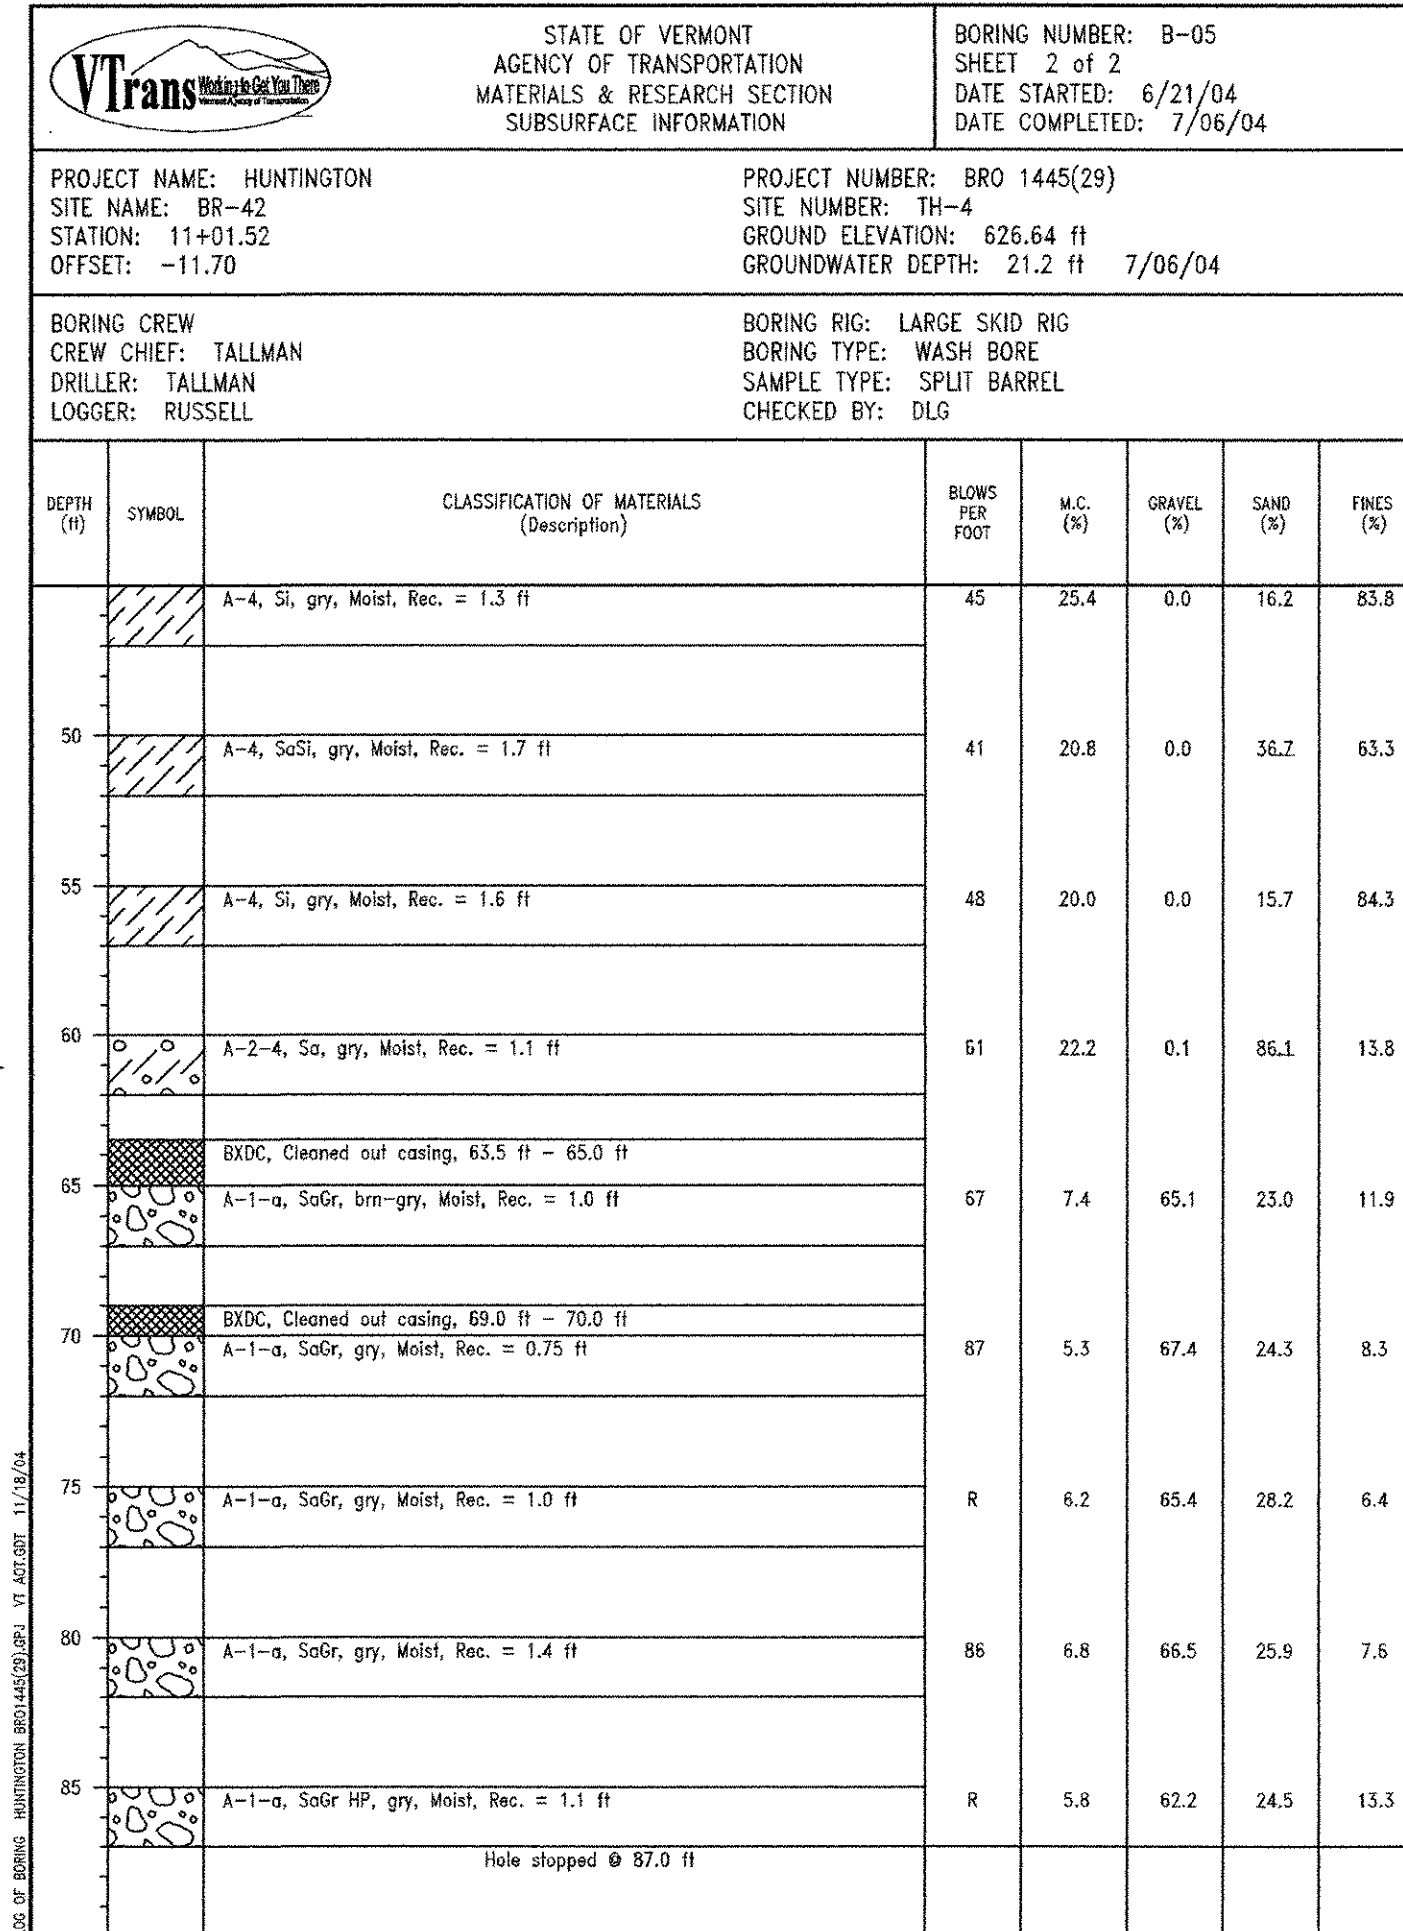 VTrans Working to Get You There
Vermont Agency of Transportation
STATE OF VERMONT
AGENCY OF TRANSPORTATION
MATERIALS & RESEARCH SECTION
SUBSURFACE INFORMATION
BORING NUMBER: B-05
SHEET 2 of 2
DATE STARTED: 6/21/04
DATE COMPLETED: 7/06/04
PROJECT NAME: HUNTINGTON
SITE NAME: BR-42
STATION: 11+01.52
OFFSET: -11.70
PROJECT NUMBER: BRO 1445(29)
SITE NUMBER: TH-4
GROUND ELEVATION: 626.64 ft
GROUNDWATER DEPTH: 21.2 ft 7/06/04
BORING CREW
CREW CHIEF: TALLMAN
DRILLER: TALLMAN
LOGGER: RUSSELL
BORING RIG: LARGE SKID RIG
BORING TYPE: WASH BORE
SAMPLE TYPE: SPLIT BARREL
CHECKED BY: DLG
DEPTH (ft) SYMBOL CLASSIFICATION OF MATERIALS (Description) BLOWS PER FOOT M.C. (%) GRAVEL (%) SAND (%) FINES (%)
A-4, Si, gry, Moist, Rec. = 1.3 ft 45 25.4 0.0 16.2 83.8
50 A-4, SaSi, gry, Moist, Rec. = 1.7 ft 41 20.8 0.0 36.7 63.3
55 A-4, Si, gry, Moist, Rec. = 1.6 ft 48 20.0 0.0 15.7 84.3
60 A-2-4, Sa, gry, Moist, Rec. = 1.1 ft 61 22.2 0.1 86.1 13.8
BXDC, Cleaned out casing, 63.5 ft - 65.0 ft
65 A-1-a, SaGr, brn-gry, Moist, Rec. = 1.0 ft 67 7.4 65.1 23.0 11.9
BXDC, Cleaned out casing, 69.0 ft - 70.0 ft
70 A-1-a, SaGr, gry, Moist, Rec. = 0.75 ft 87 5.3 67.4 24.3 8.3
75 A-1-a, SaGr, gry, Moist, Rec. = 1.0 ft R 6.2 65.4 28.2 6.4
80 A-1-a, SaGr, gry, Moist, Rec. = 1.4 ft 86 6.8 66.5 25.9 7.6
85 A-1-a, SaGr HP, gry, Moist, Rec. = 1.1 ft R 5.8 62.2 24.5 13.3
Hole stopped @ 87.0 ft
OG OF BORING HUNTINGTON BRO1445(29).GPJ VT AOT.GDT 11/18/04